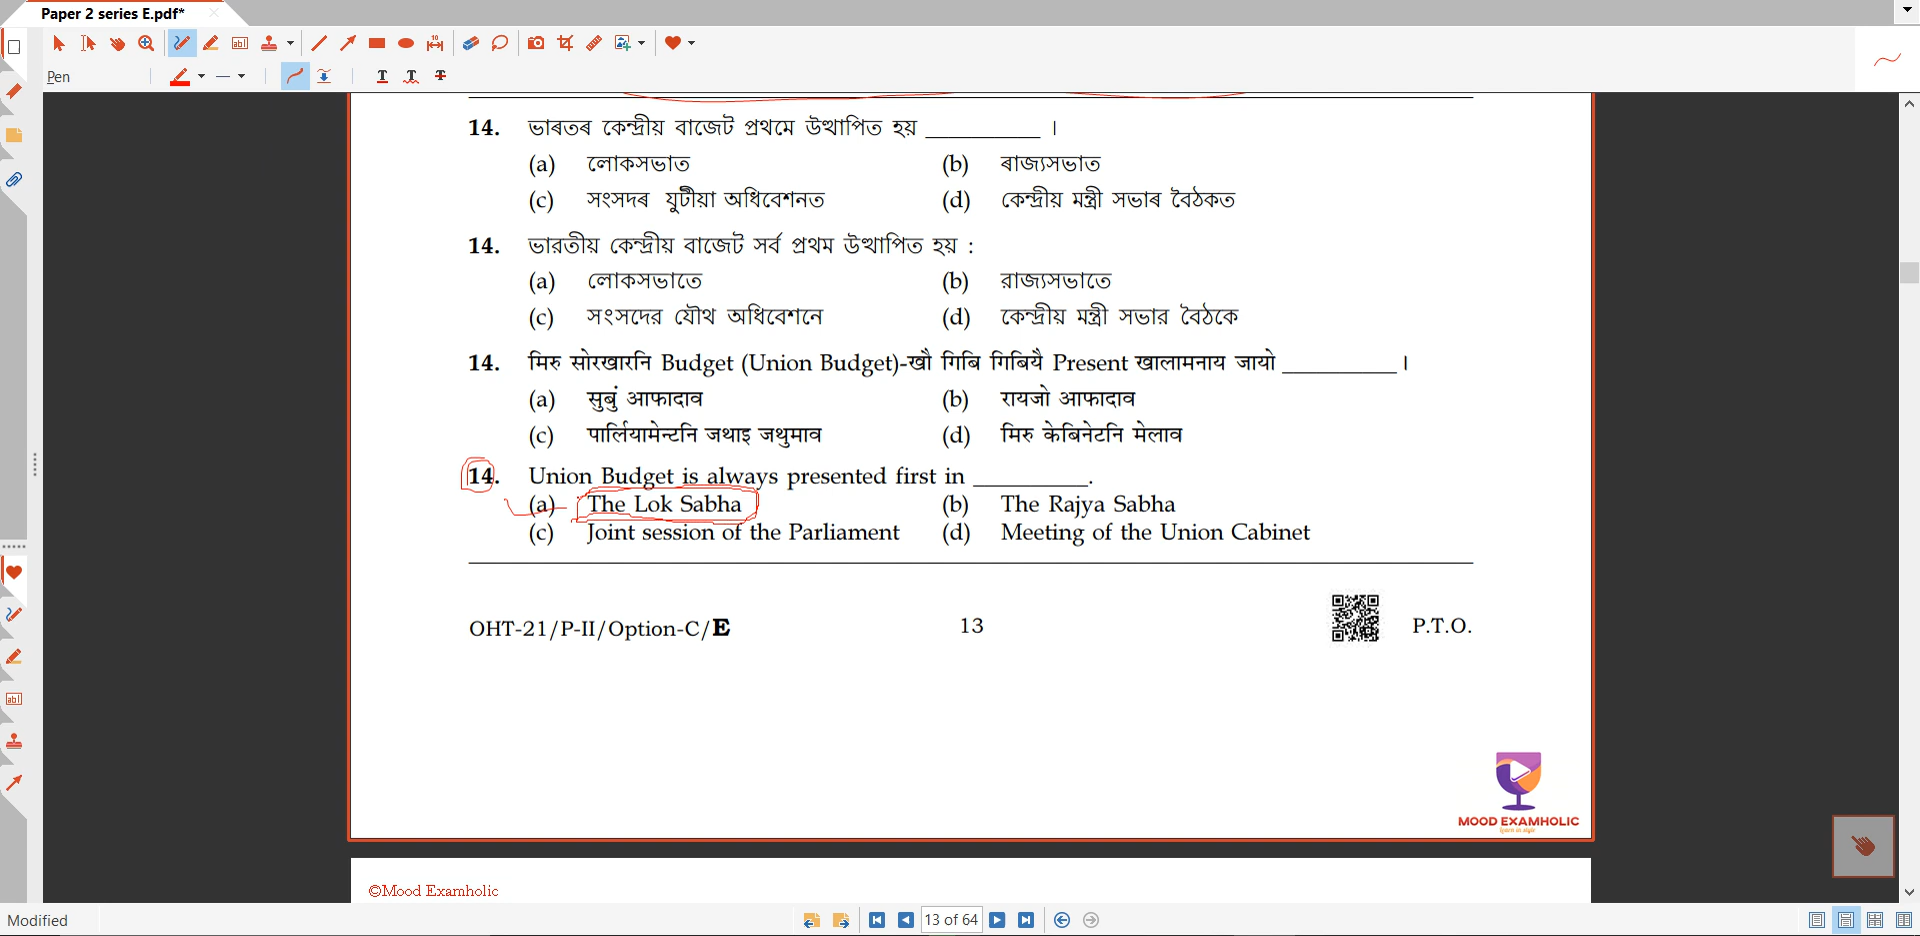 Paper 2 series E.pdf*
Pen
14. ভাৰতৰ কেন্দ্ৰীয় বাজেট প্ৰথমে উত্থাপিত হয় __________ ।
(a) লোকসভাত (b) ৰাজ্যসভাত
(c) সংসদৰ যুটীয়া অধিবেশনত (d) কেন্দ্ৰীয় মন্ত্ৰী সভাৰ বৈঠকত
14. ভারতীয় কেন্দ্রীয় বাজেট সর্ব প্রথম উত্থাপিত হয় :
(a) লোকসভাতে (b) রাজ্যসভাতে
(c) সংসদের যৌথ অধিবেশনে (d) কেন্দ্রীয় মন্ত্রী সভার বৈঠকে
14. मिरु सोरखारनि Budget (Union Budget)-खौ गिबि गिबियै Present खालामनाय जायो __________ ।
(a) सुबुं आफादाव (b) रायजो आफादाव
(c) पार्लियामेन्टनि जथाइ जथुमाव (d) मिरु केबिनेटनि मेलाव
14. Union Budget is always presented first in __________.
(a) The Lok Sabha (b) The Rajya Sabha
(c) Joint session of the Parliament (d) Meeting of the Union Cabinet
OHT-21/P-II/Option-C/E 13 P.T.O.
MOOD EXAMHOLIC
learn in style
©Mood Examholic
Modified 13 of 64